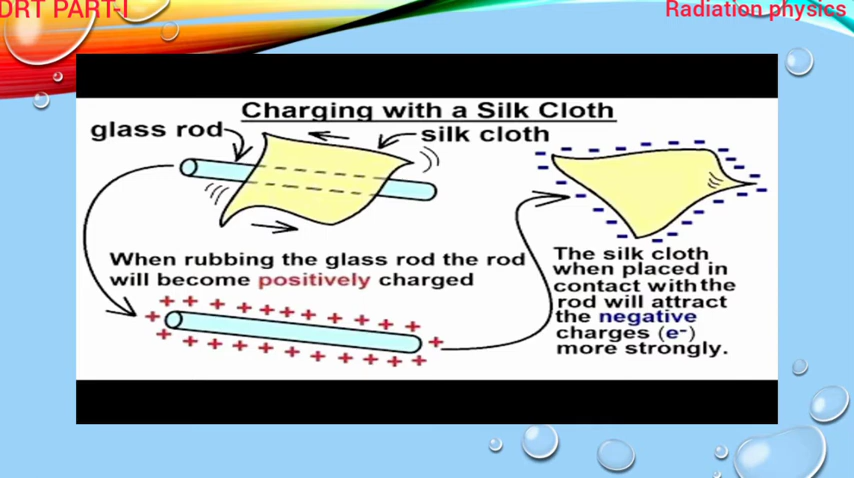 DRT PART-I
Radiation physics
Charging with a Silk Cloth
glass rod
silk cloth
When rubbing the glass rod the rod
will become positively charged
The silk cloth
when placed in
contact with the
rod will attract
the negative
charges (e-)
more strongly.